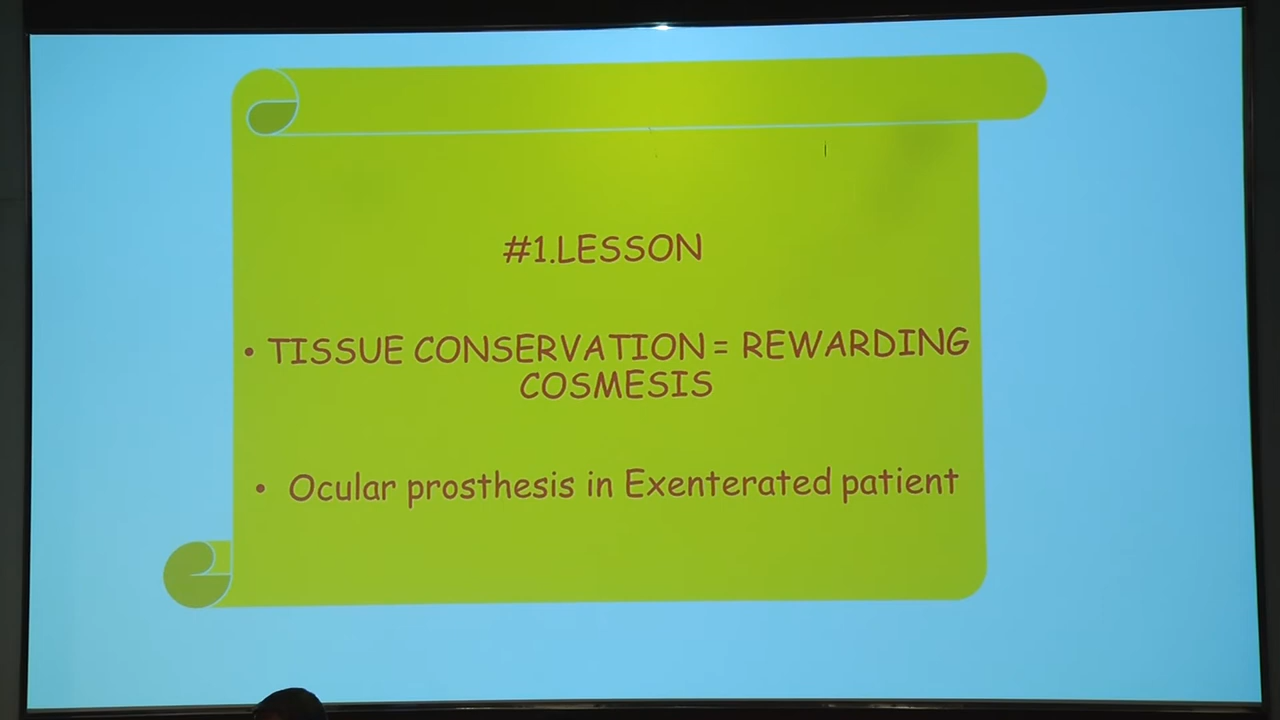 #1.LESSON
• TISSUE CONSERVATION = REWARDING
COSMESIS
• Ocular prosthesis in Exenterated patient